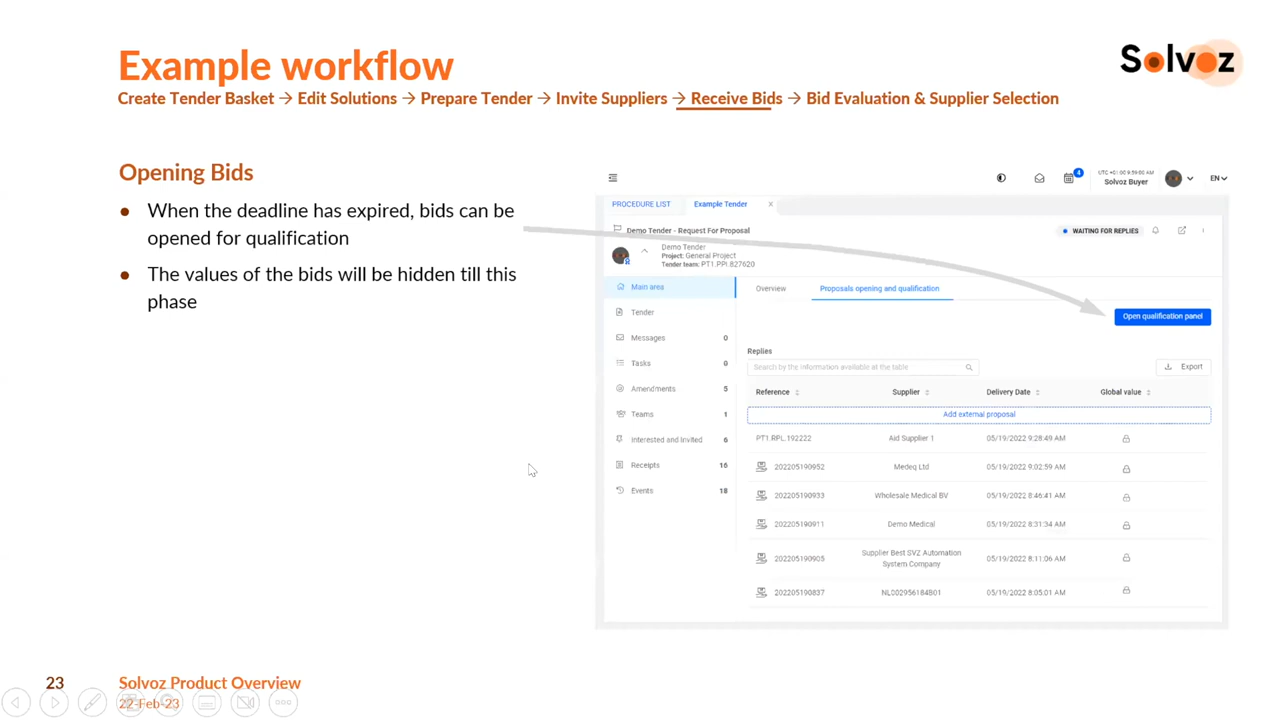 Example workflow
Solvoz
Create Tender Basket → Edit Solutions → Prepare Tender → Invite Suppliers → Receive Bids → Bid Evaluation & Supplier Selection
Opening Bids
● When the deadline has expired, bids can be
opened for qualification
● The values of the bids will be hidden till this
phase
4
Solvoz Buyer
EN
PROCEDURE LIST
Example Tender
x
Demo Tender - Request For Proposal
WAITING FOR REPLIES
Demo Tender
Project: General Project
Tender team: PT1.PPI.827620
Main area
Tender
Messages 0
Tasks 0
Amendments 5
Teams 1
Interested and Invited 6
Receipts 16
Events 18
Overview
Proposals opening and qualification
Open qualification panel
Replies
Search by the information available at the table
Export
Reference Supplier Delivery Date Global value
Add external proposal
PT1.RPL.192222 Aid Supplier 1 05/19/2022 9:28:49 AM
202205190952 Medeq Ltd 05/19/2022 9:02:59 AM
202205190933 Wholesale Medical BV 05/19/2022 8:46:41 AM
202205190911 Demo Medical 05/19/2022 8:31:34 AM
202205190905 Supplier Best SVZ Automation System Company 05/19/2022 8:11:06 AM
202205190837 NL002956184B01 05/19/2022 8:05:01 AM
23
Solvoz Product Overview
22-Feb-23